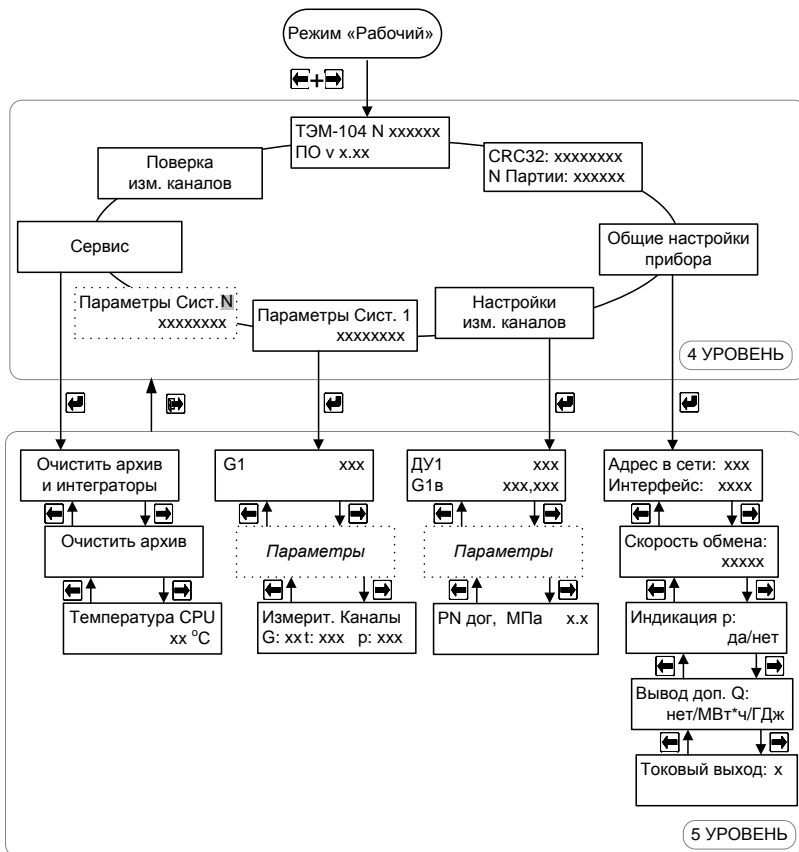 Режим «Рабочий»
+
ТЭМ-104 N xxxxxx
ПО v x.xx
CRC32: xxxxxxxx
N Партии: xxxxxx
Поверка
изм. каналов
Сервис
Общие настройки
прибора
Параметры Сист. N
xxxxxxxx
Параметры Сист. 1
xxxxxxxx
Настройки
изм. каналов
4 УРОВЕНЬ
Очистить архив
и интеграторы
Очистить архив
Температура CPU
xx °C
G1 xxx
Параметры
Измерит. Каналы
G: xx t: xxx p: xxx
ДУ1 xxx
G1в xxx,xxx
Параметры
PN дог, МПа x.x
Адрес в сети: xxx
Интерфейс: xxxx
Скорость обмена:
xxxxx
Индикация p:
да/нет
Вывод доп. Q:
нет/МВт*ч/ГДж
Токовый выход: x
5 УРОВЕНЬ